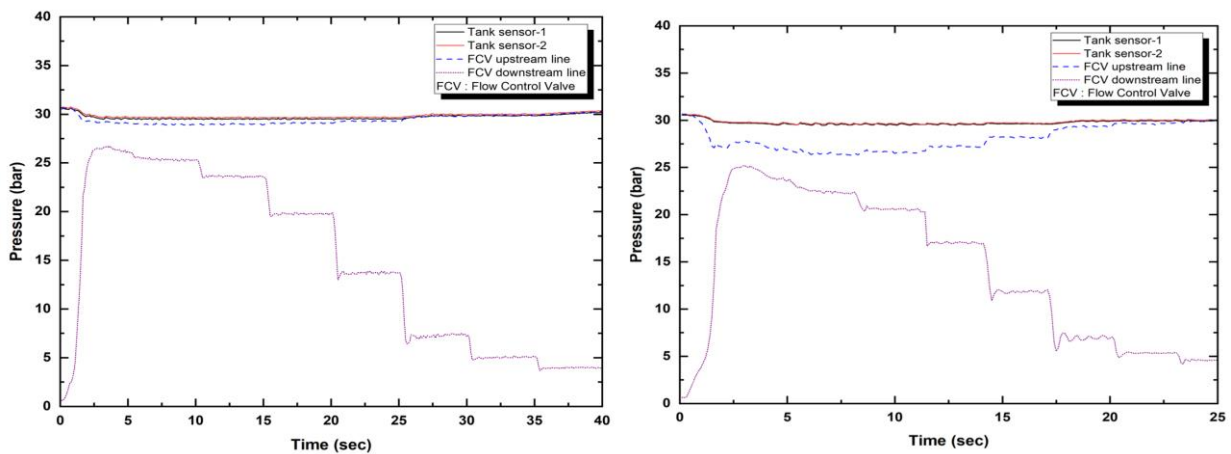 40
35
30
25
20
15
10
5
0
Pressure (bar)
Tank sensor-1
Tank sensor-2
FCV upstream line
FCV downstream line
FCV : Flow Control Valve
0 5 10 15 20 25 30 35 40
Time (sec)
40
35
30
25
20
15
10
5
0
Pressure (bar)
Tank sensor-1
Tank sensor-2
FCV upstream line
FCV downstream line
FCV : Flow Control Valve
0 5 10 15 20 25
Time (sec)